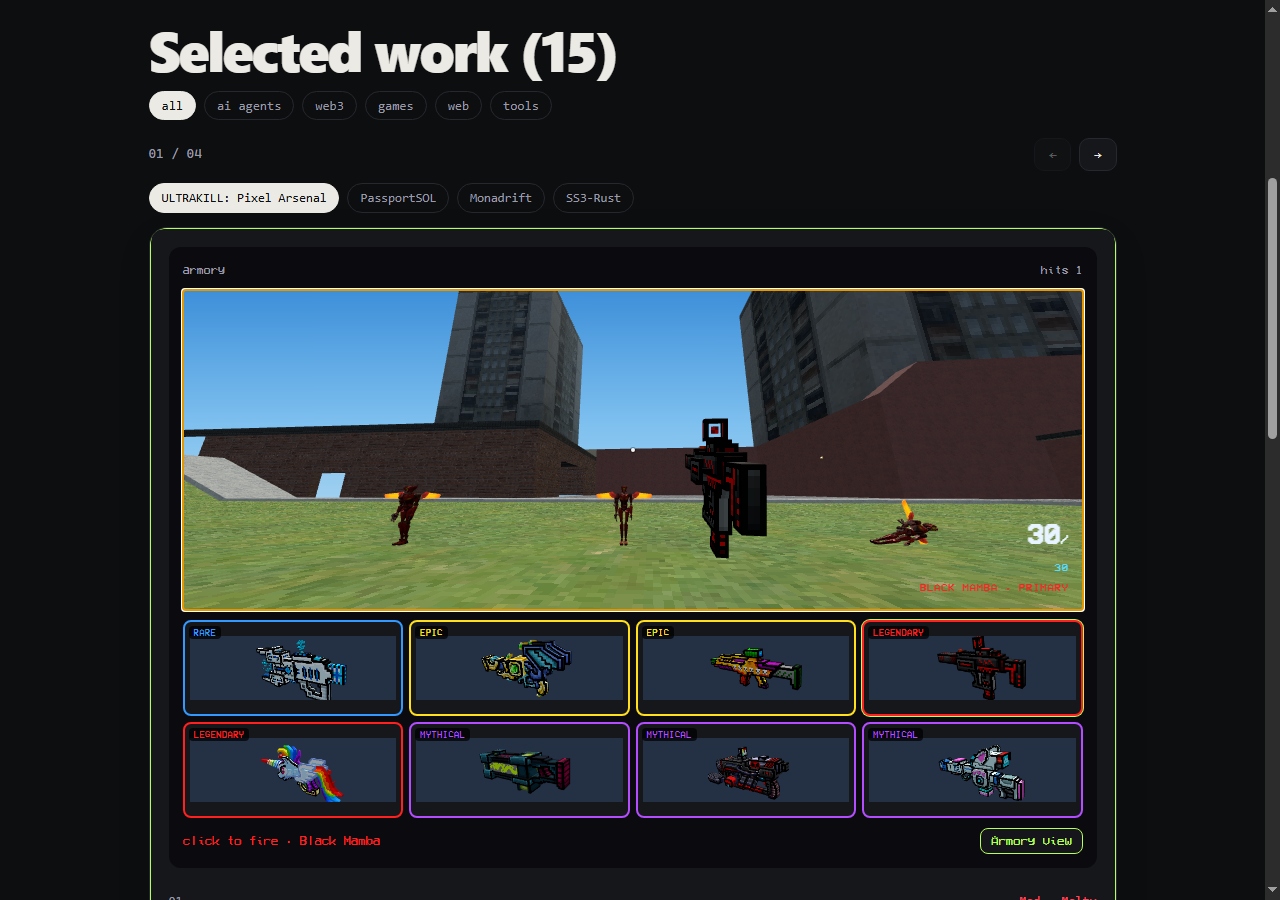 Selected work (15)
all ai agents web3 games web tools
01 / 04 ← →
ULTRAKILL: Pixel Arsenal PassportSOL Monadrift SS3-Rust
armory hits 1
30/
30
BLACK MAMBA · PRIMARY
RARE EPIC EPIC LEGENDARY
LEGENDARY MYTHICAL MYTHICAL MYTHICAL
click to fire · Black Mamba Armory view